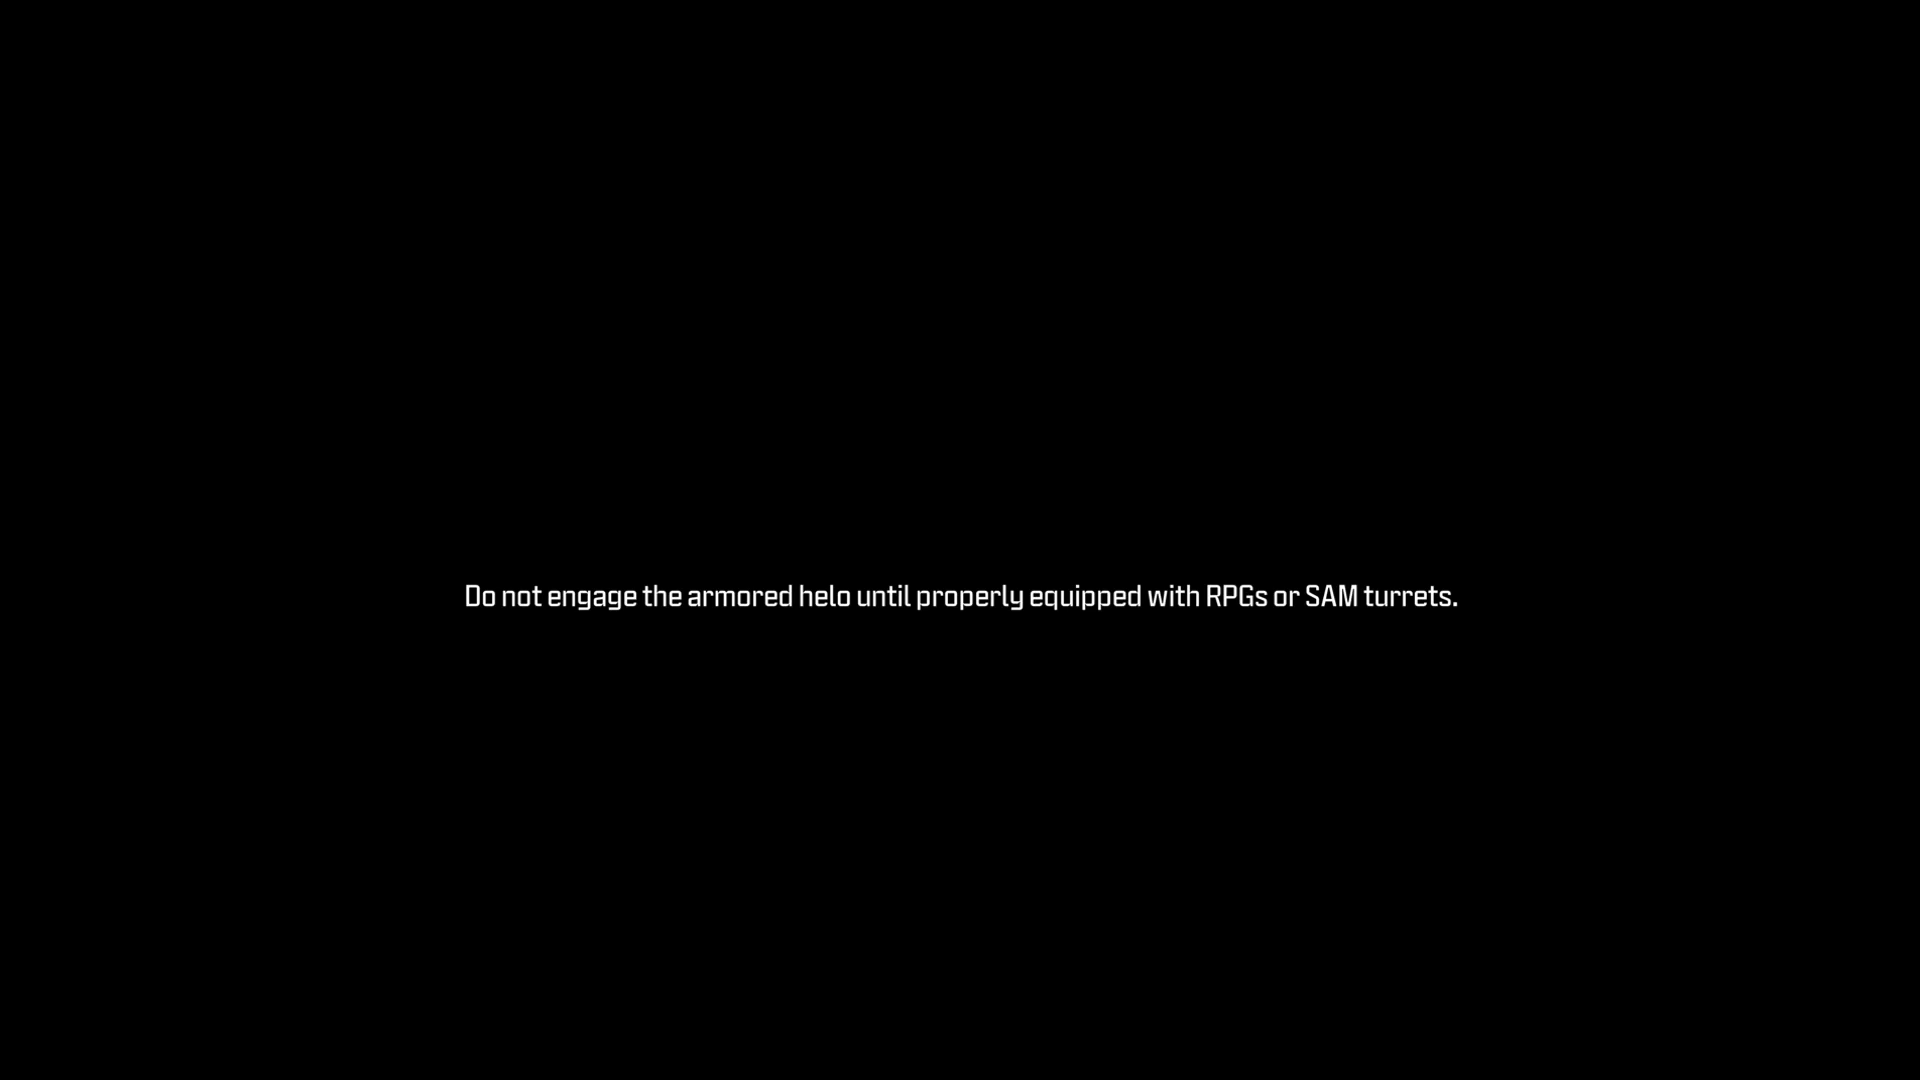 Do not engage the armored helo until properly equipped with RPGs or SAM turrets.